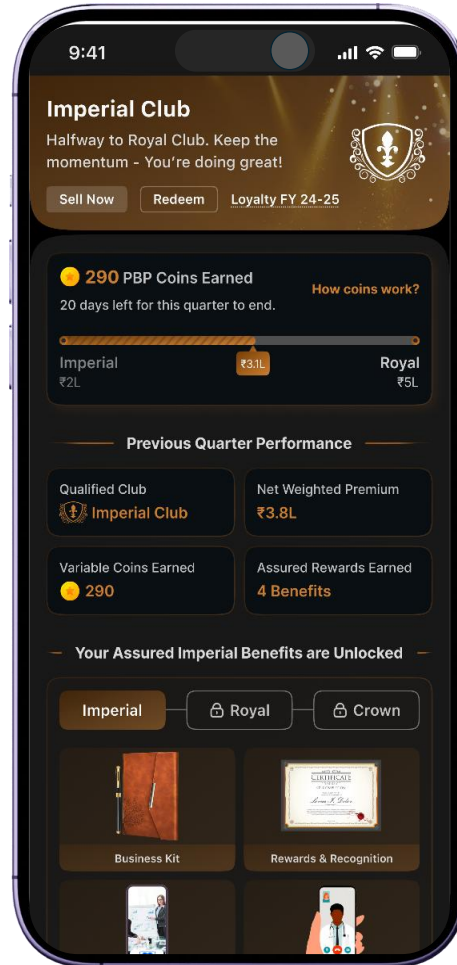 9:41
Imperial Club
Halfway to Royal Club. Keep the
momentum - You're doing great!
Sell Now
Redeem
Loyalty FY 24-25
290 PBP Coins Earned
How coins work?
20 days left for this quarter to end.
₹3.1L
Imperial
Royal
₹2L
₹5L
Previous Quarter Performance
Qualified Club
Imperial Club
Net Weighted Premium
₹3.8L
Variable Coins Earned
290
Assured Rewards Earned
4 Benefits
Your Assured Imperial Benefits are Unlocked
Imperial
Royal
Crown
CERTIFICATE
Business Kit
Rewards & Recognition